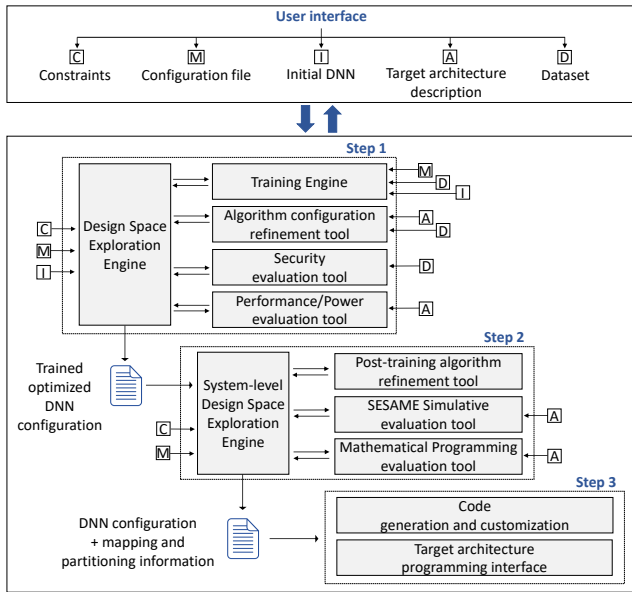 User interface
C M I A D
Constraints Configuration file Initial DNN Target architecture description Dataset
Step 1
Design Space
Exploration
Engine
C
M
I
Training Engine
M
D
I
Algorithm configuration
refinement tool
A
D
Security
evaluation tool
D
Performance/Power
evaluation tool
A
Step 2
Trained
optimized
DNN
configuration
System-level
Design Space
Exploration
Engine
C
M
Post-training algorithm
refinement tool
SESAME Simulative
evaluation tool
A
Mathematical Programming
evaluation tool
A
Step 3
DNN configuration
+ mapping and
partitioning information
Code
generation and customization
Target architecture
programming interface